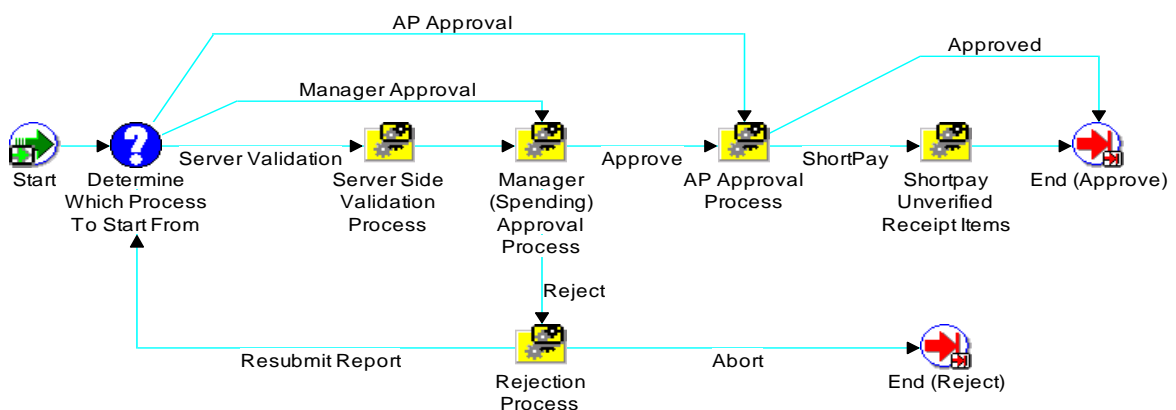 AP Approval
Approved
Manager Approval
Server Validation
Approve
ShortPay
Start
Determine
Which Process
To Start From
Server Side
Validation
Process
Manager
(Spending)
Approval
Process
AP Approval
Process
Shortpay
Unverified
Receipt Items
End (Approve)
Reject
Resubmit Report
Abort
Rejection
Process
End (Reject)